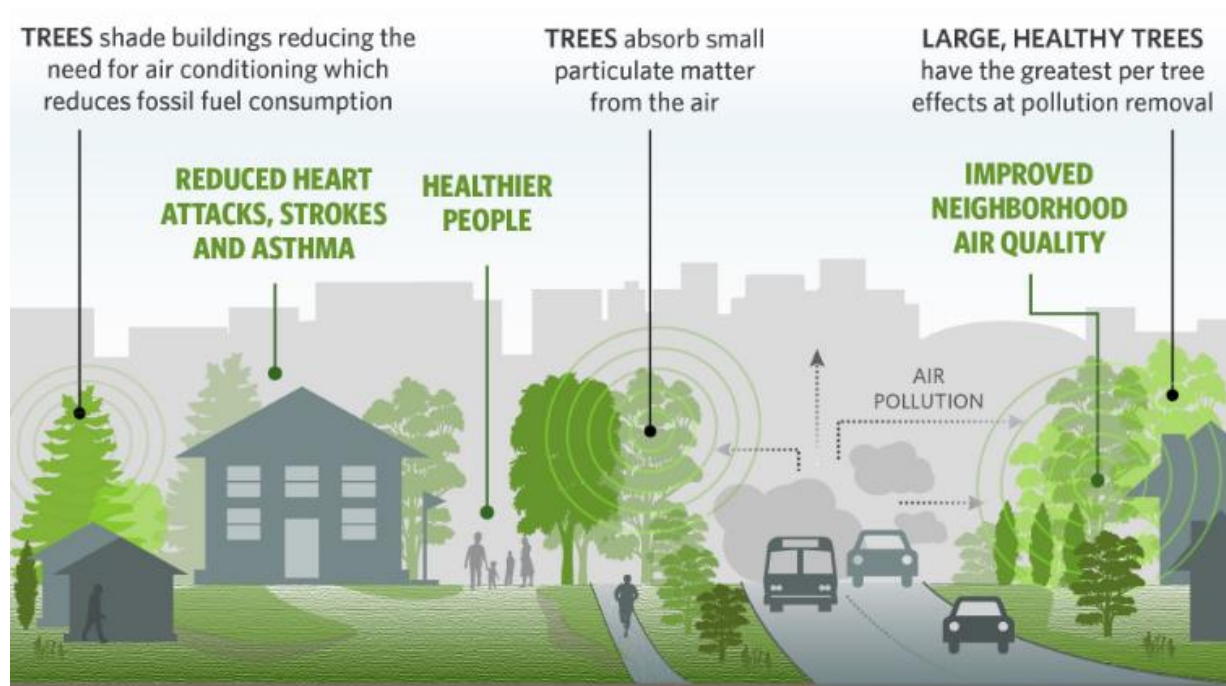 TREES shade buildings reducing the
need for air conditioning which
reduces fossil fuel consumption
TREES absorb small
particulate matter
from the air
LARGE, HEALTHY TREES
have the greatest per tree
effects at pollution removal
REDUCED HEART
ATTACKS, STROKES
AND ASTHMA
HEALTHIER
PEOPLE
IMPROVED
NEIGHBORHOOD
AIR QUALITY
AIR
POLLUTION